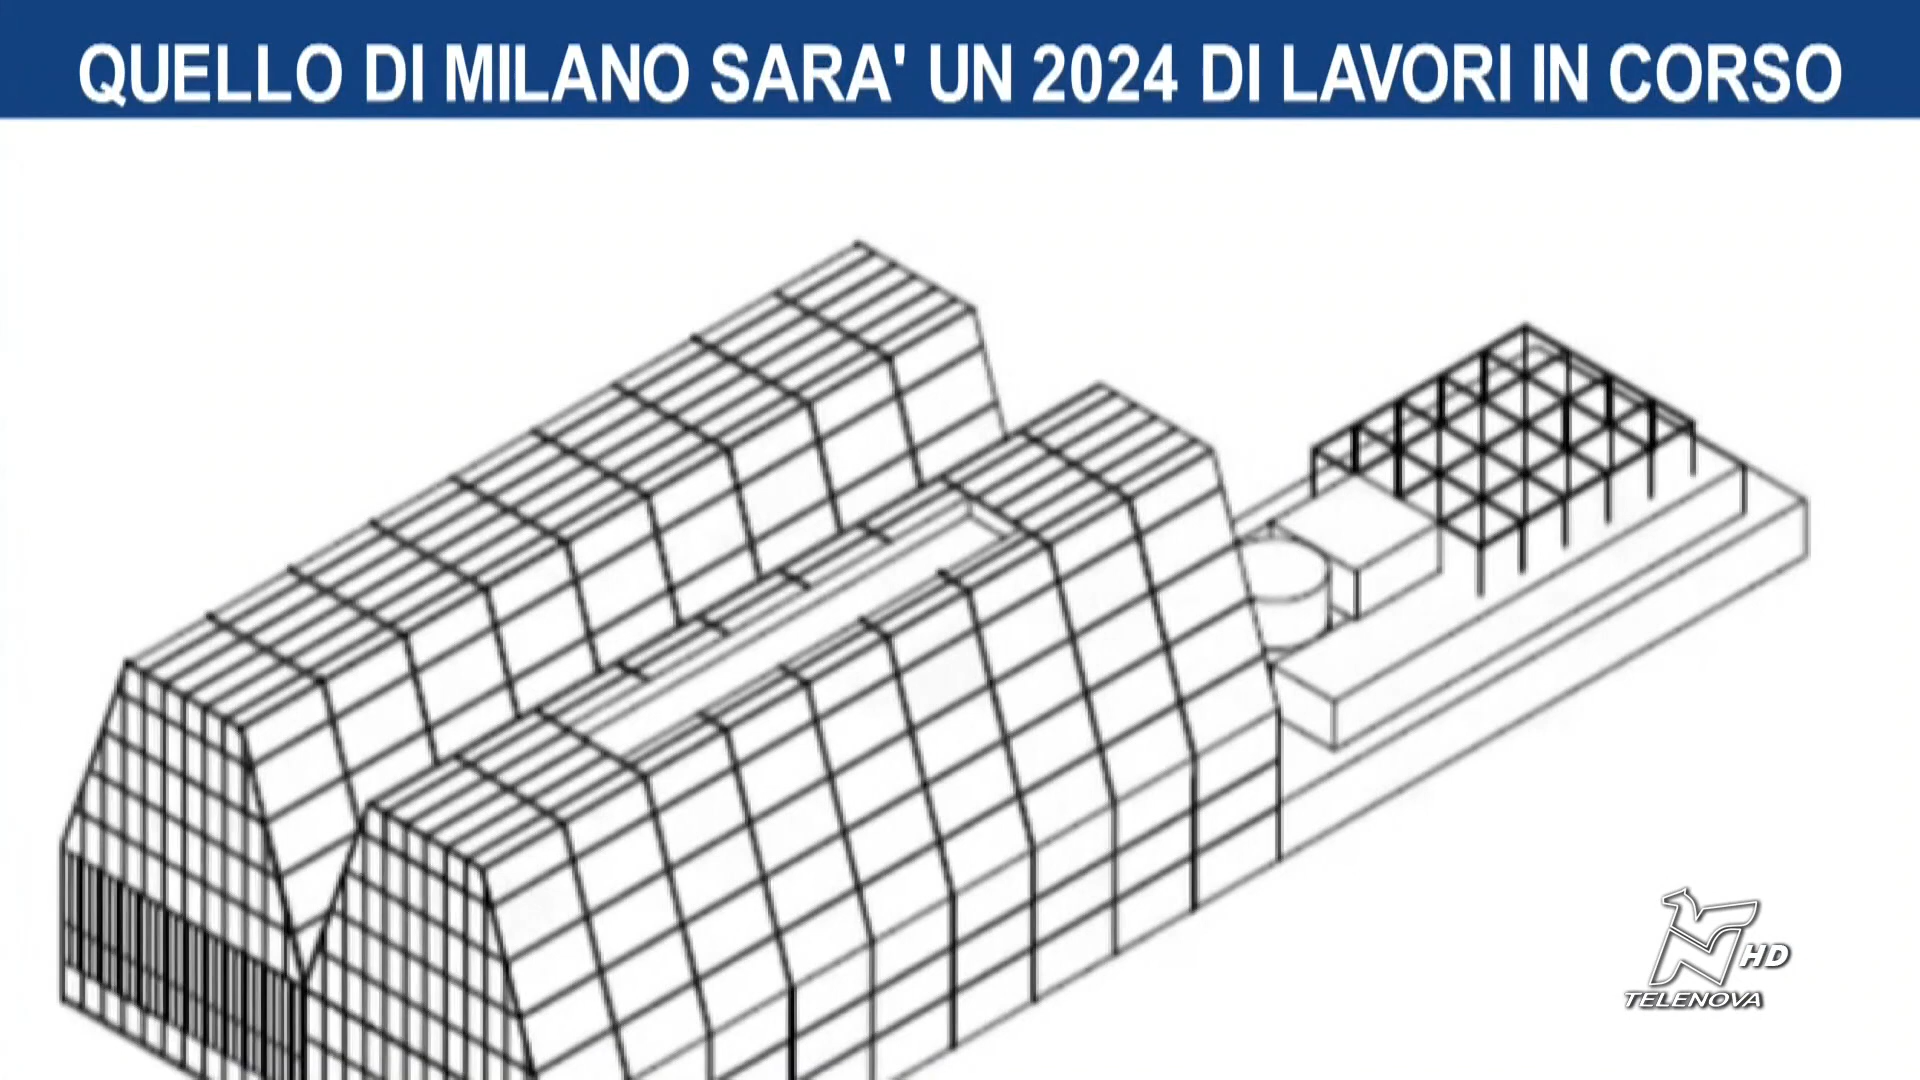 QUELLO DI MILANO SARA' UN 2024 DI LAVORI IN CORSO
HD
TELENOVA